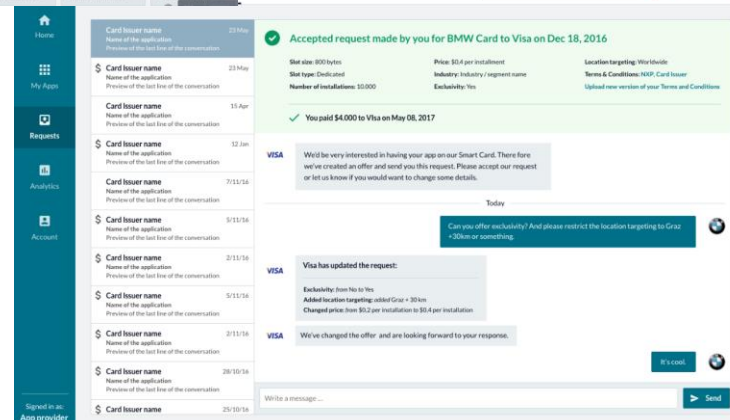 Home
My Apps
Requests
Analytics
Account
Signed in as:
App provider
Card Issuer name 23 May
Name of the application
Preview of the last line of the conversation
$ Card Issuer name 23 May
Name of the application
Preview of the last line of the conversation
Card Issuer name 15 Apr
Name of the application
Preview of the last line of the conversation
$ Card Issuer name 12 Jan
Name of the application
Preview of the last line of the conversation
Card Issuer name 7/11/16
Name of the application
Preview of the last line of the conversation
$ Card Issuer name 5/11/16
Name of the application
Preview of the last line of the conversation
$ Card Issuer name 2/11/16
Name of the application
Preview of the last line of the conversation
$ Card Issuer name 5/11/16
Name of the application
Preview of the last line of the conversation
$ Card Issuer name 2/11/16
Name of the application
Preview of the last line of the conversation
$ Card Issuer name 28/10/16
Name of the application
Preview of the last line of the conversation
$ Card Issuer name 25/10/16
Accepted request made by you for BMW Card to Visa on Dec 18, 2016
Slot size: 800 bytes Price: $0,4 per installment Location targeting: Worldwide
Slot type: Dedicated Industry: Industry / segment name Terms & Conditions: NXP, Card Issuer
Number of installations: 10.000 Exclusivity: Yes Upload new version of your Terms and Conditions
You paid $4.000 to Visa on May 08, 2017
VISA
We'd be very interested in having your app on our Smart Card. There fore
we've created an offer and send you this request. Please accept our request
or let us know if you would want to change some details.
Today
Can you offer exclusivity? And please restrict the location targeting to Graz
+30km or something.
VISA
Visa has updated the request:
Exclusivity: from No to Yes
Added location targeting: added Graz + 30 km
Changed price: from $0,2 per installation to $0,4 per installation
VISA
We've changed the offer and are looking forward to your response.
It's cool.
Write a message ...
Send